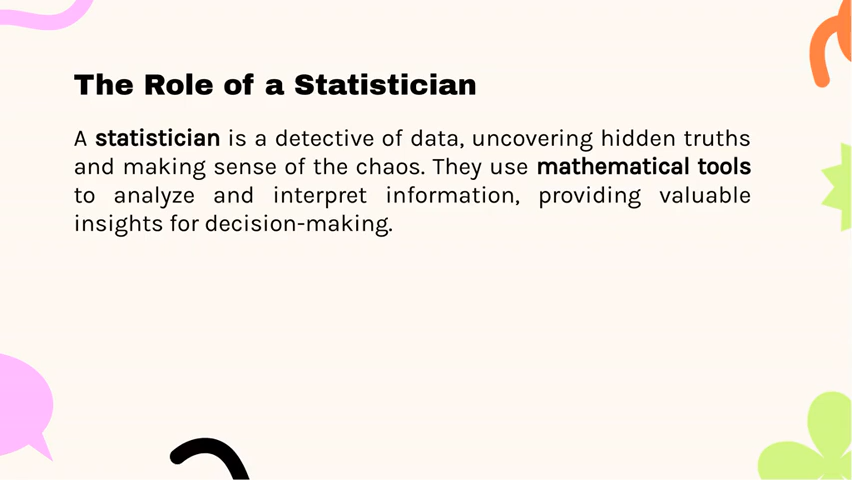 The Role of a Statistician
A statistician is a detective of data, uncovering hidden truths
and making sense of the chaos. They use mathematical tools
to analyze and interpret information, providing valuable
insights for decision-making.